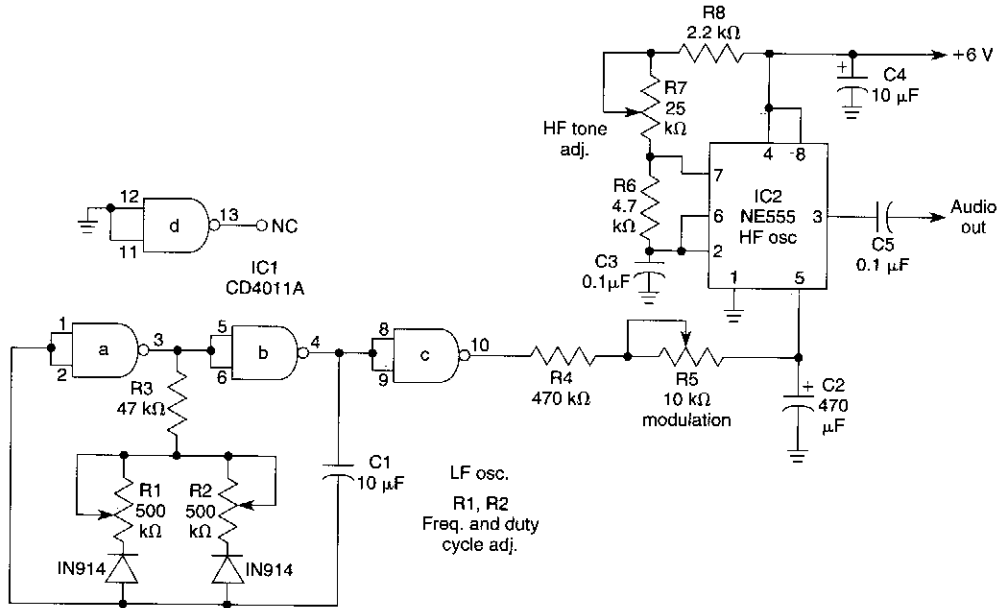 R8
2.2 kΩ
+6 V
+
C4
10 µF
R7
25
kΩ
HF tone
adj.
4
8
7
IC2
NE555
HF osc
R6
4.7
kΩ
6
3
2
Audio
out
C5
0.1 µF
C3
0.1µF
1
5
12
13
d
NC
11
IC1
CD4011A
1
2
a
3
5
6
b
4
8
9
c
10
R4
470 kΩ
R5
10 kΩ
modulation
+
C2
470
µF
R3
47 kΩ
R1
500
kΩ
R2
500
kΩ
C1
10 µF
LF osc.
R1, R2
Freq. and duty
cycle adj.
IN914
IN914